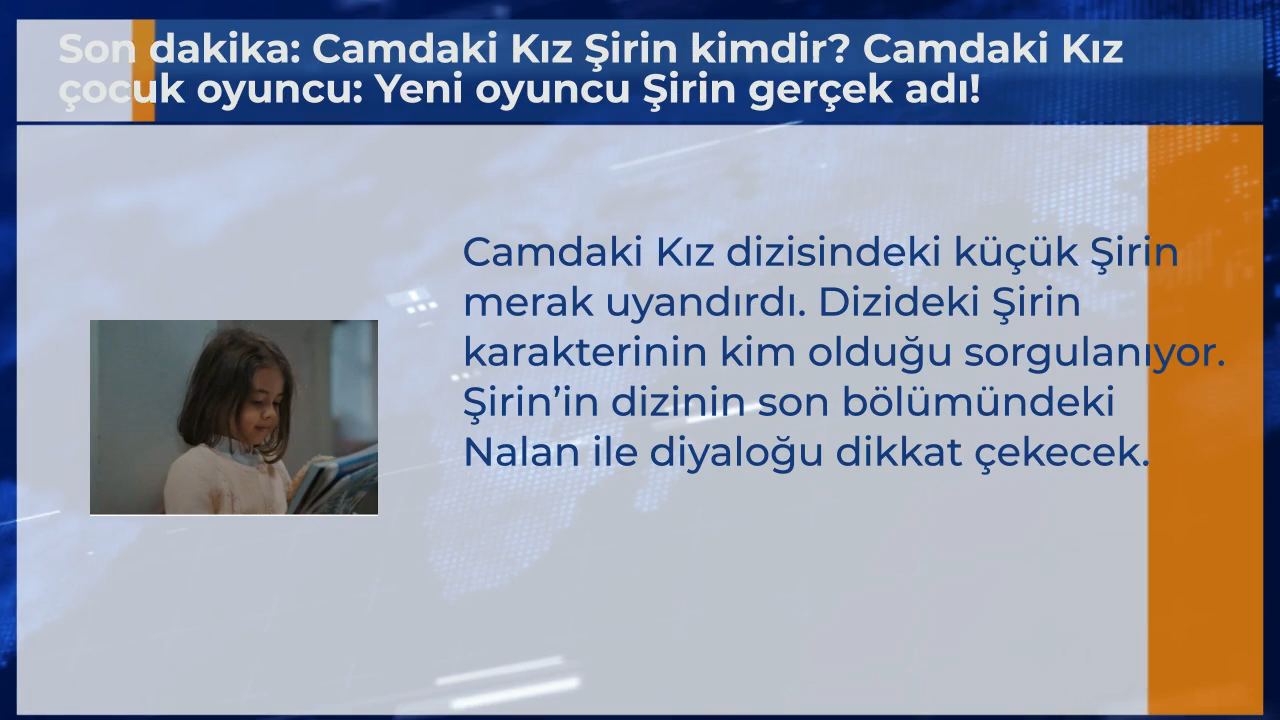 Son dakika: Camdaki Kız Şirin kimdir? Camdaki Kız
çocuk oyuncu: Yeni oyuncu Şirin gerçek adı!
Camdaki Kız dizisindeki küçük Şirin
merak uyandırdı. Dizideki Şirin
karakterinin kim olduğu sorgulanıyor.
Şirin’in dizinin son bölümündeki
Nalan ile diyaloğu dikkat çekecek.